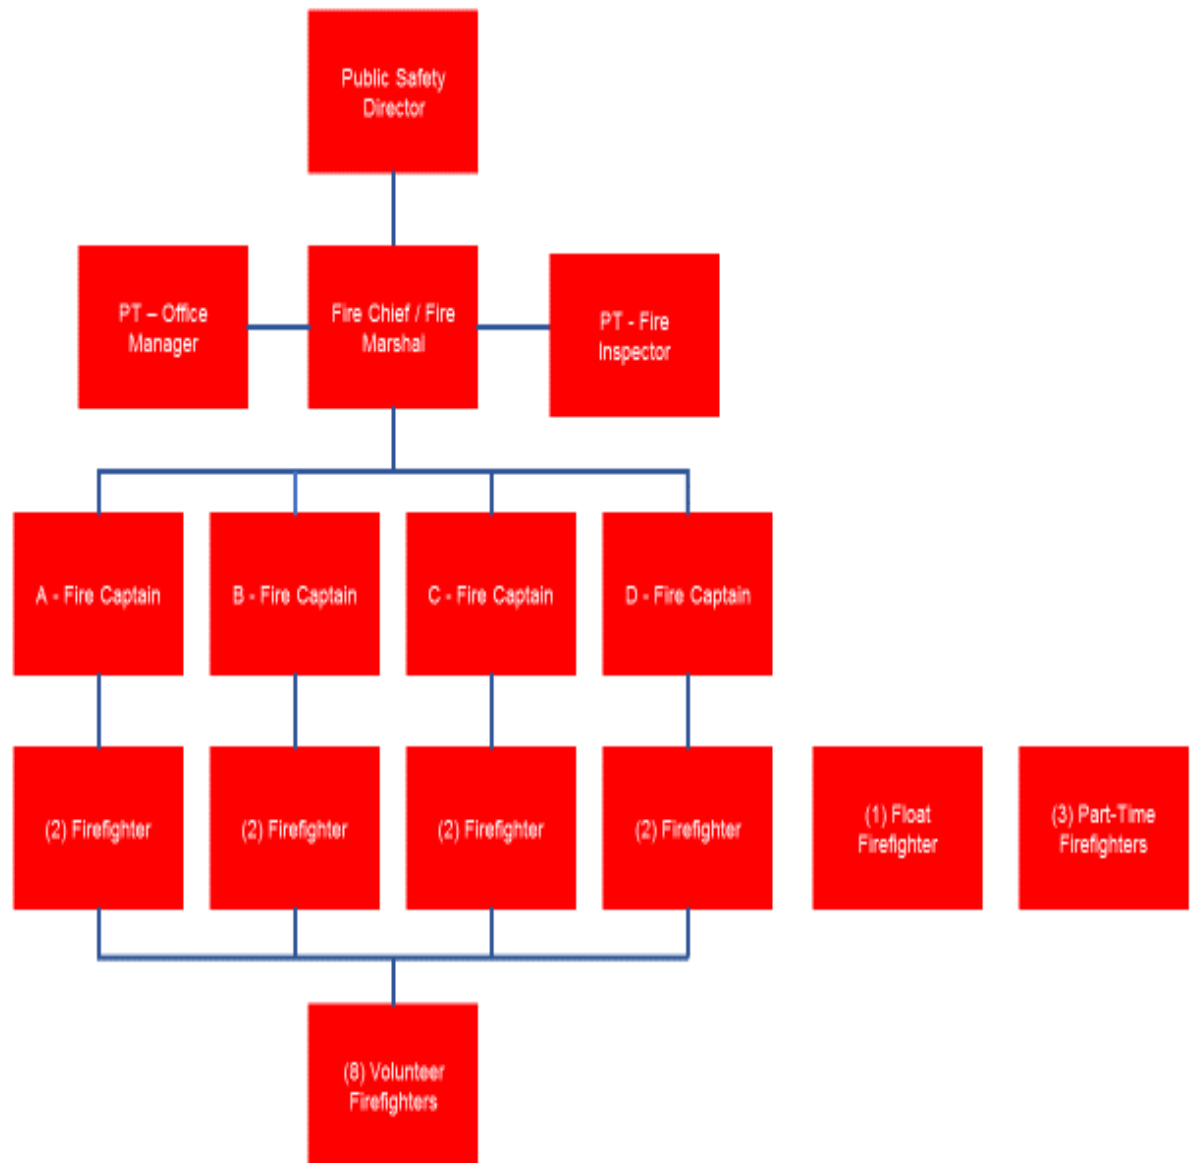 Public Safety
Director
PT – Office
Manager
Fire Chief / Fire
Marshal
PT - Fire
Inspector
A - Fire Captain
B - Fire Captain
C - Fire Captain
D - Fire Captain
(2) Firefighter
(2) Firefighter
(2) Firefighter
(2) Firefighter
(1) Float
Firefighter
(3) Part-Time
Firefighters
(8) Volunteer
Firefighters